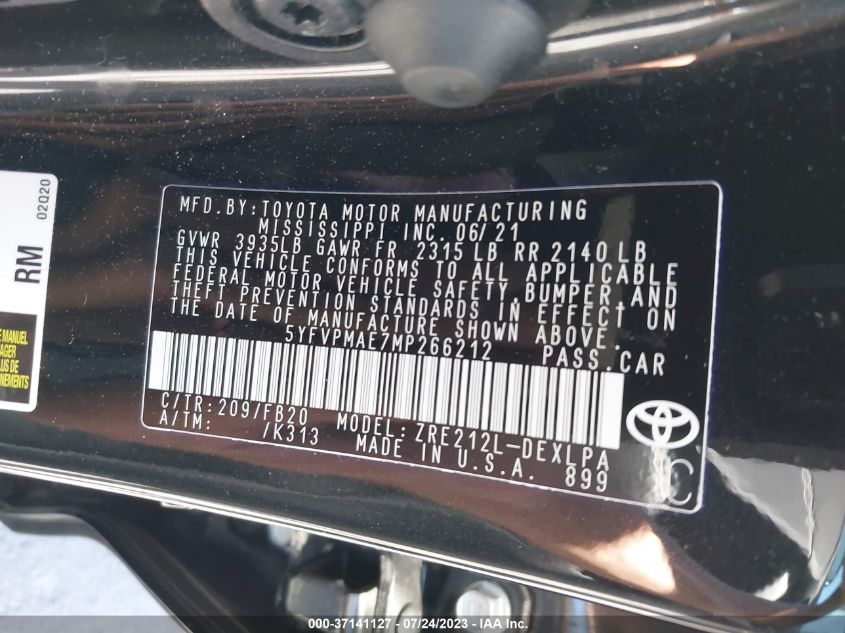 MFD.BY:TOYOTA MOTOR MANUFACTURING
MISSISSIPPI INC. 06/21
GVWR 3935LB GAWR FR 2315 LB RR 2140 LB
THIS VEHICLE CONFORMS TO ALL APPLICABLE
FEDERAL MOTOR VEHICLE SAFETY,BUMPER,AND
THEFT PREVENTION STANDARDS IN EFFECT ON
THE DATE OF MANUFACTURE SHOWN ABOVE.
5YFVPMAE7MP266212 PASS.CAR
C/TR:209/FB20 MODEL:ZRE212L-DEXLPA
A/TM: /K313 MADE IN U.S.A. 899
C
RM
02Q20
000-37141127 - 07/24/2023 - IAA Inc.